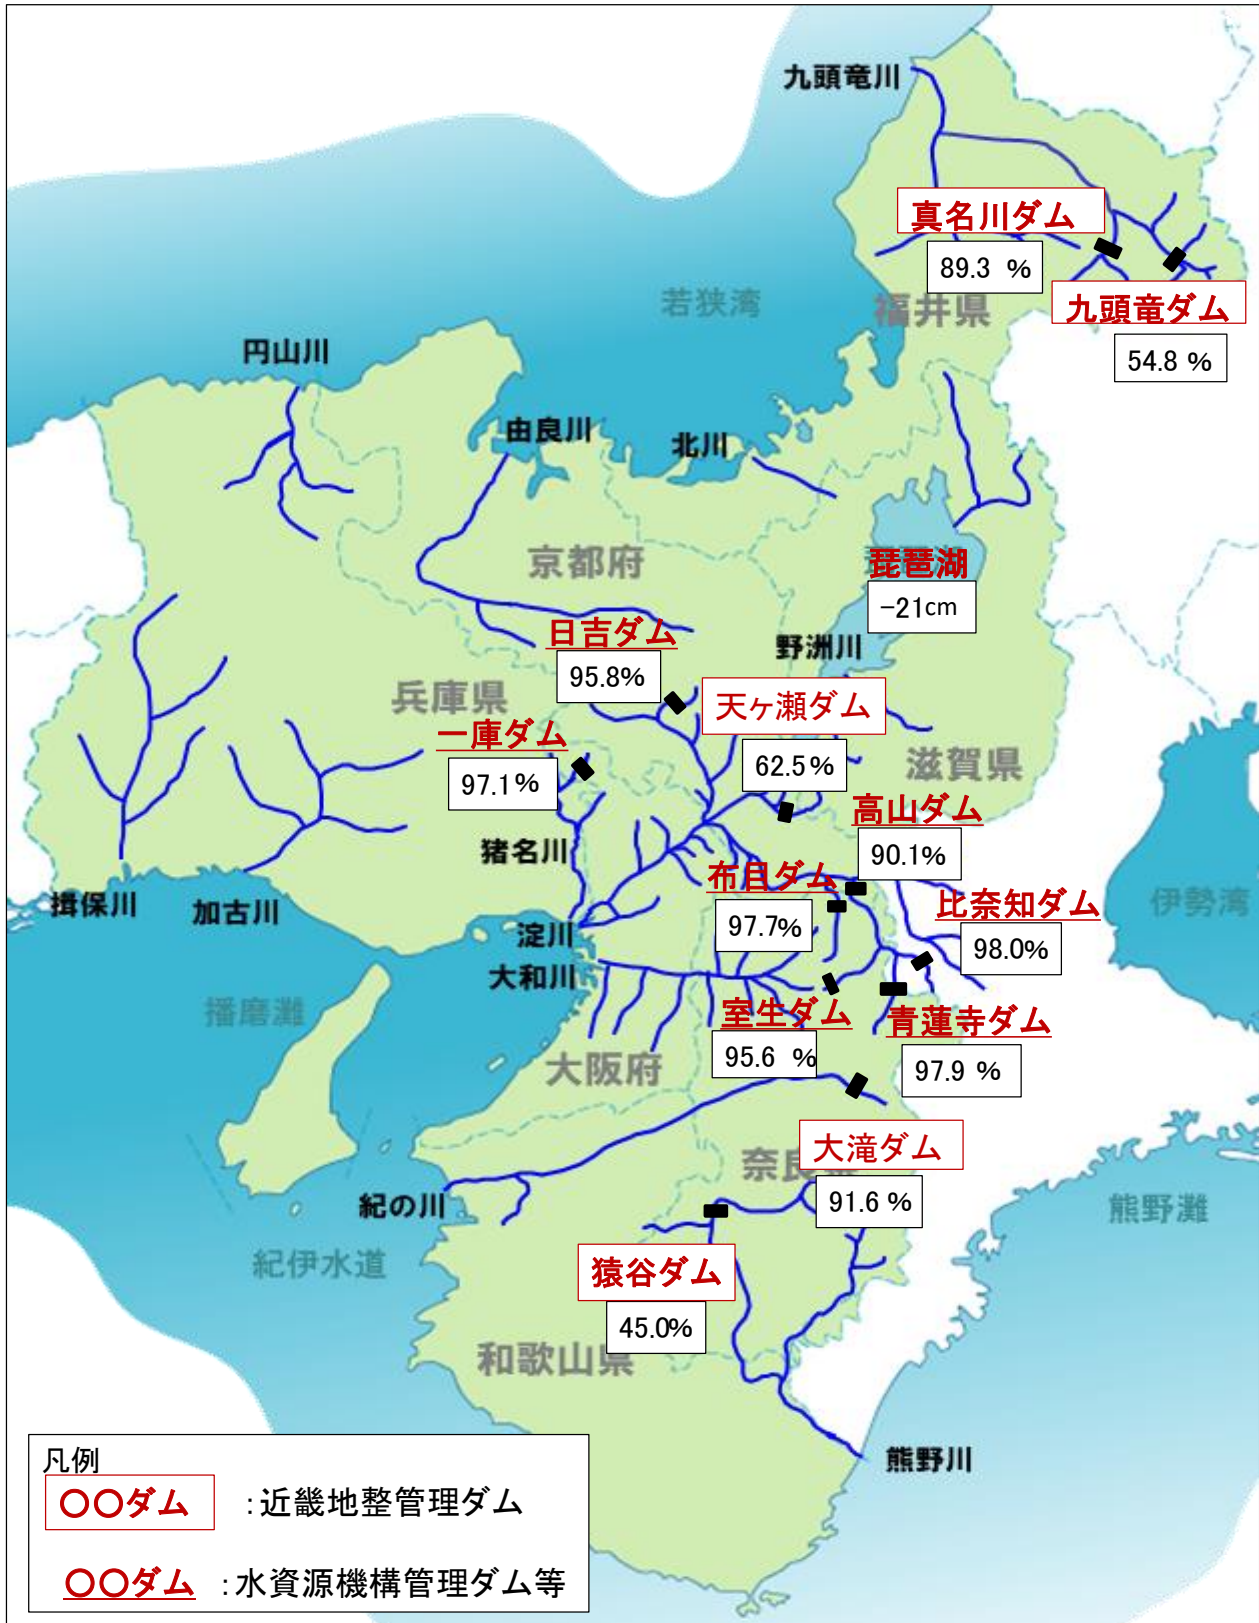 九頭竜川
真名川ダム
89.3 %
九頭竜ダム
54.8 %
若狭湾
福井県
円山川
由良川
北川
京都府
琵琶湖
-21cm
日吉ダム
95.8%
野洲川
兵庫県
天ヶ瀬ダム
62.5%
滋賀県
一庫ダム
97.1%
高山ダム
90.1%
猪名川
布目ダム
97.7%
比奈知ダム
98.0%
伊勢湾
揖保川
加古川
淀川
大和川
播磨灘
室生ダム
95.6 %
青蓮寺ダム
97.9 %
大阪府
大滝ダム
91.6 %
奈良県
紀の川
熊野灘
紀伊水道
猿谷ダム
45.0%
和歌山県
熊野川
凡例
〇〇ダム :近畿地整管理ダム
〇〇ダム :水資源機構管理ダム等